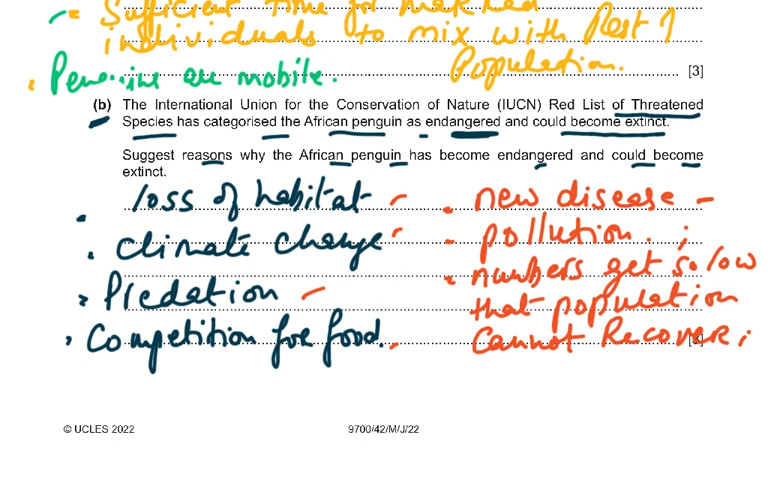 = Sufficient time for marked
individuals to mix with Rest of
Population.
. Penguine are mobile.
[3]
(b) The International Union for the Conservation of Nature (IUCN) Red List of Threatened
Species has categorised the African penguin as endangered and could become extinct.
Suggest reasons why the African penguin has become endangered and could become
extinct.
. loss of habitat
. climate change
. Predation
. Competition for food.
. new disease -
- pollution . ;
. numbers get so low
that population
cannot Recover ;
© UCLES 2022
9700/42/M/J/22